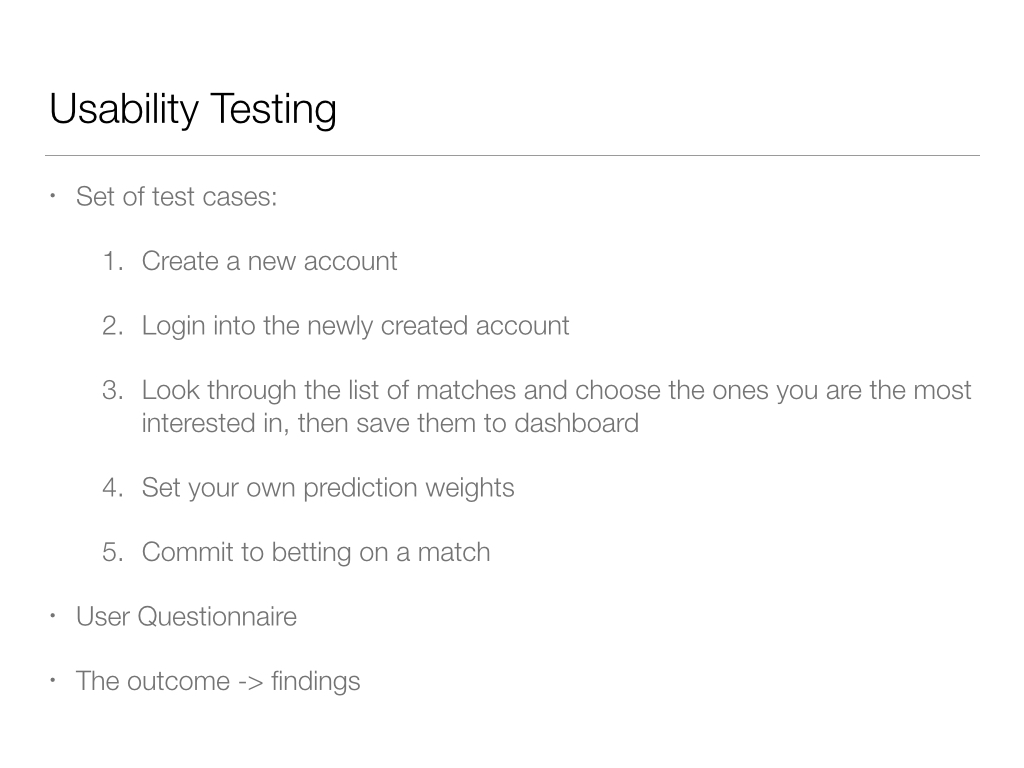 Usability Testing
• Set of test cases:
1. Create a new account
2. Login into the newly created account
3. Look through the list of matches and choose the ones you are the most
interested in, then save them to dashboard
4. Set your own prediction weights
5. Commit to betting on a match
• User Questionnaire
• The outcome -> findings